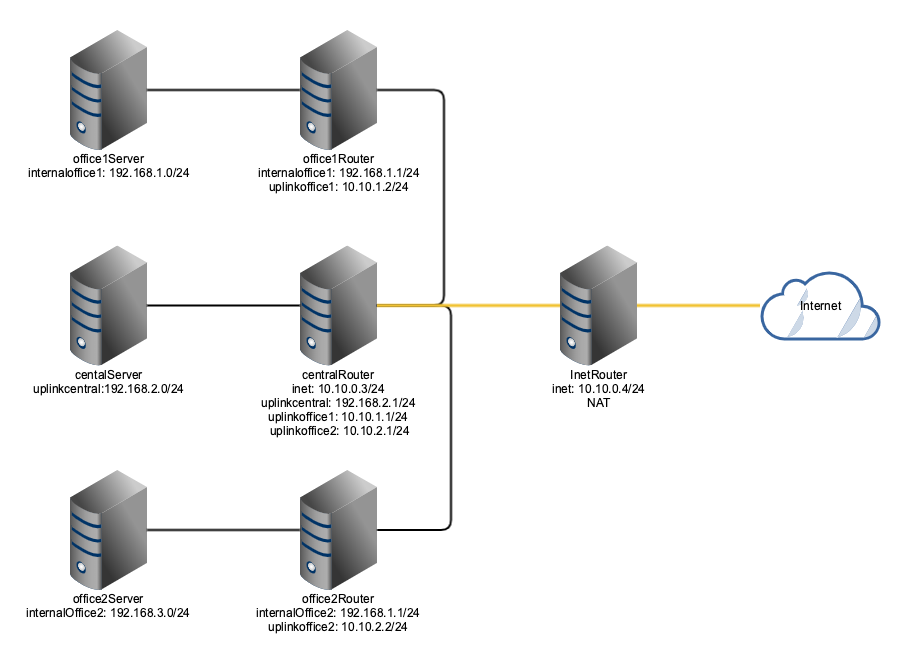 office1Server
internaloffice1: 192.168.1.0/24
office1Router
internaloffice1: 192.168.1.1/24
uplinkoffice1: 10.10.1.2/24
centalServer
uplinkcentral:192.168.2.0/24
centralRouter
inet: 10.10.0.3/24
uplinkcentral: 192.168.2.1/24
uplinkoffice1: 10.10.1.1/24
uplinkoffice2: 10.10.2.1/24
InetRouter
inet: 10.10.0.4/24
NAT
Internet
office2Server
internalOffice2: 192.168.3.0/24
office2Router
internalOffice2: 192.168.1.1/24
uplinkoffice2: 10.10.2.2/24